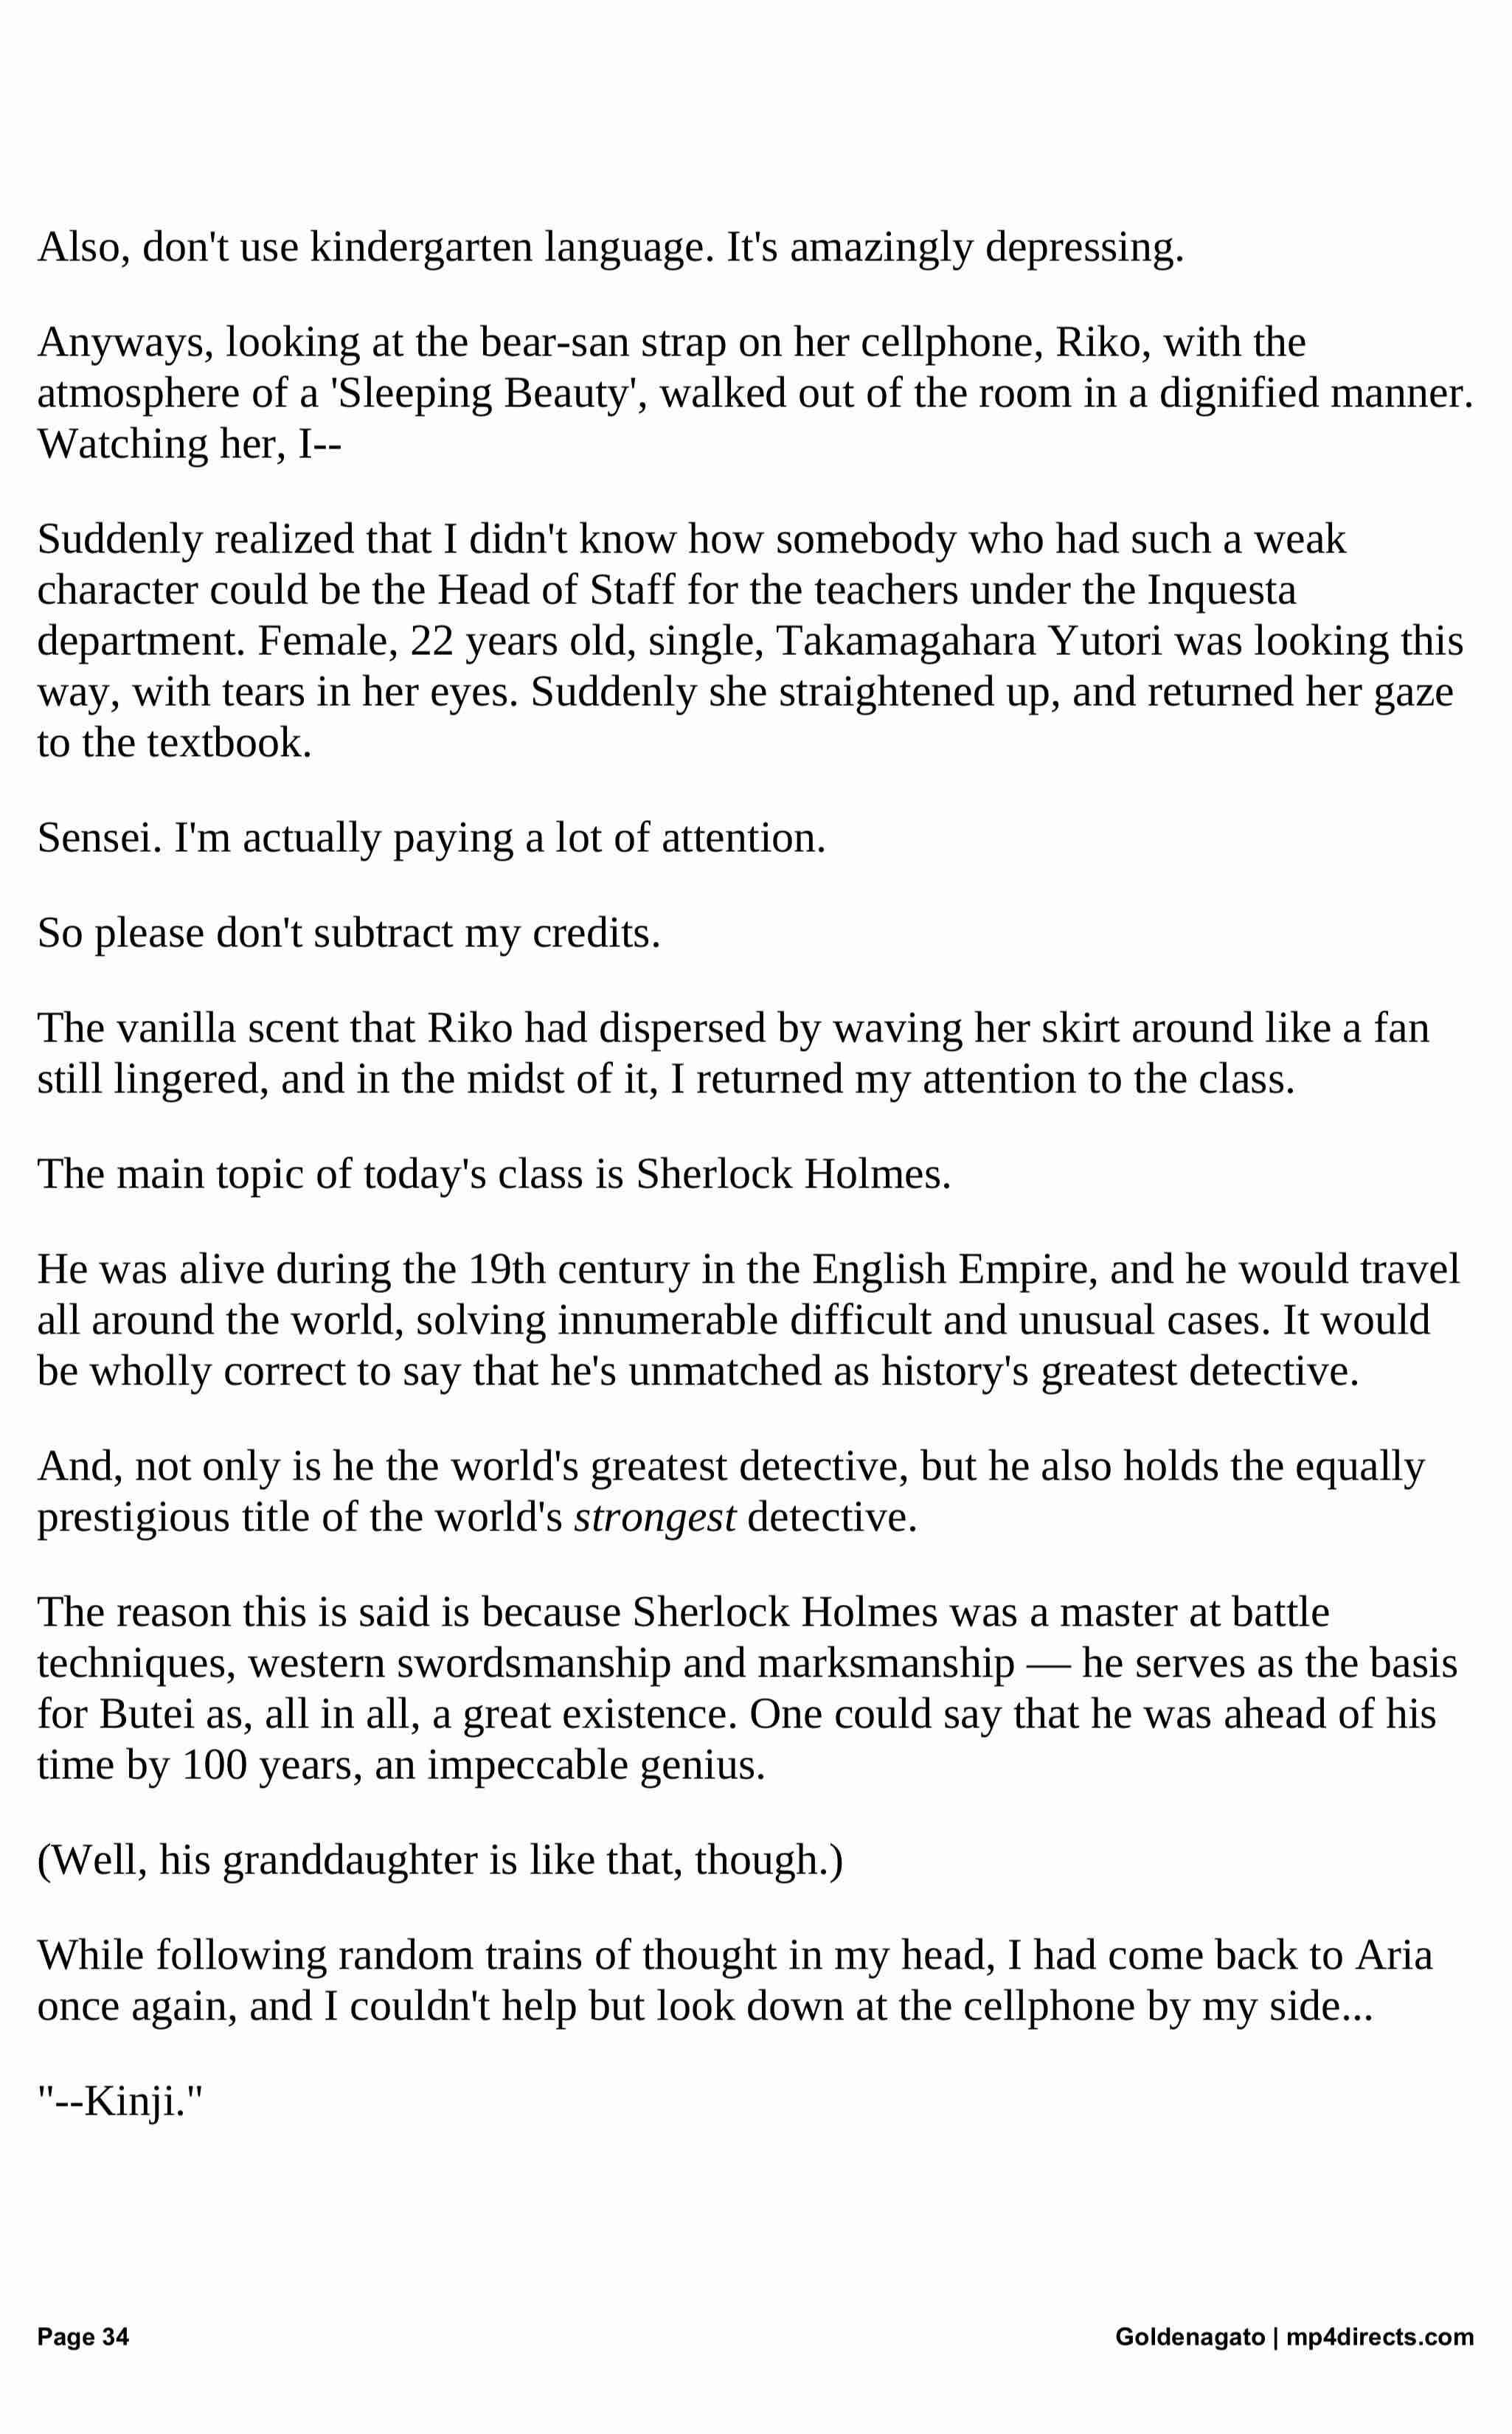 Also, don't use kindergarten language. It's amazingly depressing.
Anyways, looking at the bear-san strap on her cellphone, Riko, with the
atmosphere of a 'Sleeping Beauty', walked out of the room in a dignified manner.
Watching her, I--
Suddenly realized that I didn't know how somebody who had such a weak
character could be the Head of Staff for the teachers under the Inquesta
department. Female, 22 years old, single, Takamagahara Yutori was looking this
way, with tears in her eyes. Suddenly she straightened up, and returned her gaze
to the textbook.
Sensei. I'm actually paying a lot of attention.
So please don't subtract my credits.
The vanilla scent that Riko had dispersed by waving her skirt around like a fan
still lingered, and in the midst of it, I returned my attention to the class.
The main topic of today's class is Sherlock Holmes.
He was alive during the 19th century in the English Empire, and he would travel
all around the world, solving innumerable difficult and unusual cases. It would
be wholly correct to say that he's unmatched as history's greatest detective.
And, not only is he the world's greatest detective, but he also holds the equally
prestigious title of the world's strongest detective.
The reason this is said is because Sherlock Holmes was a master at battle
techniques, western swordsmanship and marksmanship — he serves as the basis
for Butei as, all in all, a great existence. One could say that he was ahead of his
time by 100 years, an impeccable genius.
(Well, his granddaughter is like that, though.)
While following random trains of thought in my head, I had come back to Aria
once again, and I couldn't help but look down at the cellphone by my side...
"--Kinji."
Page 34
Goldenagato | mp4directs.com